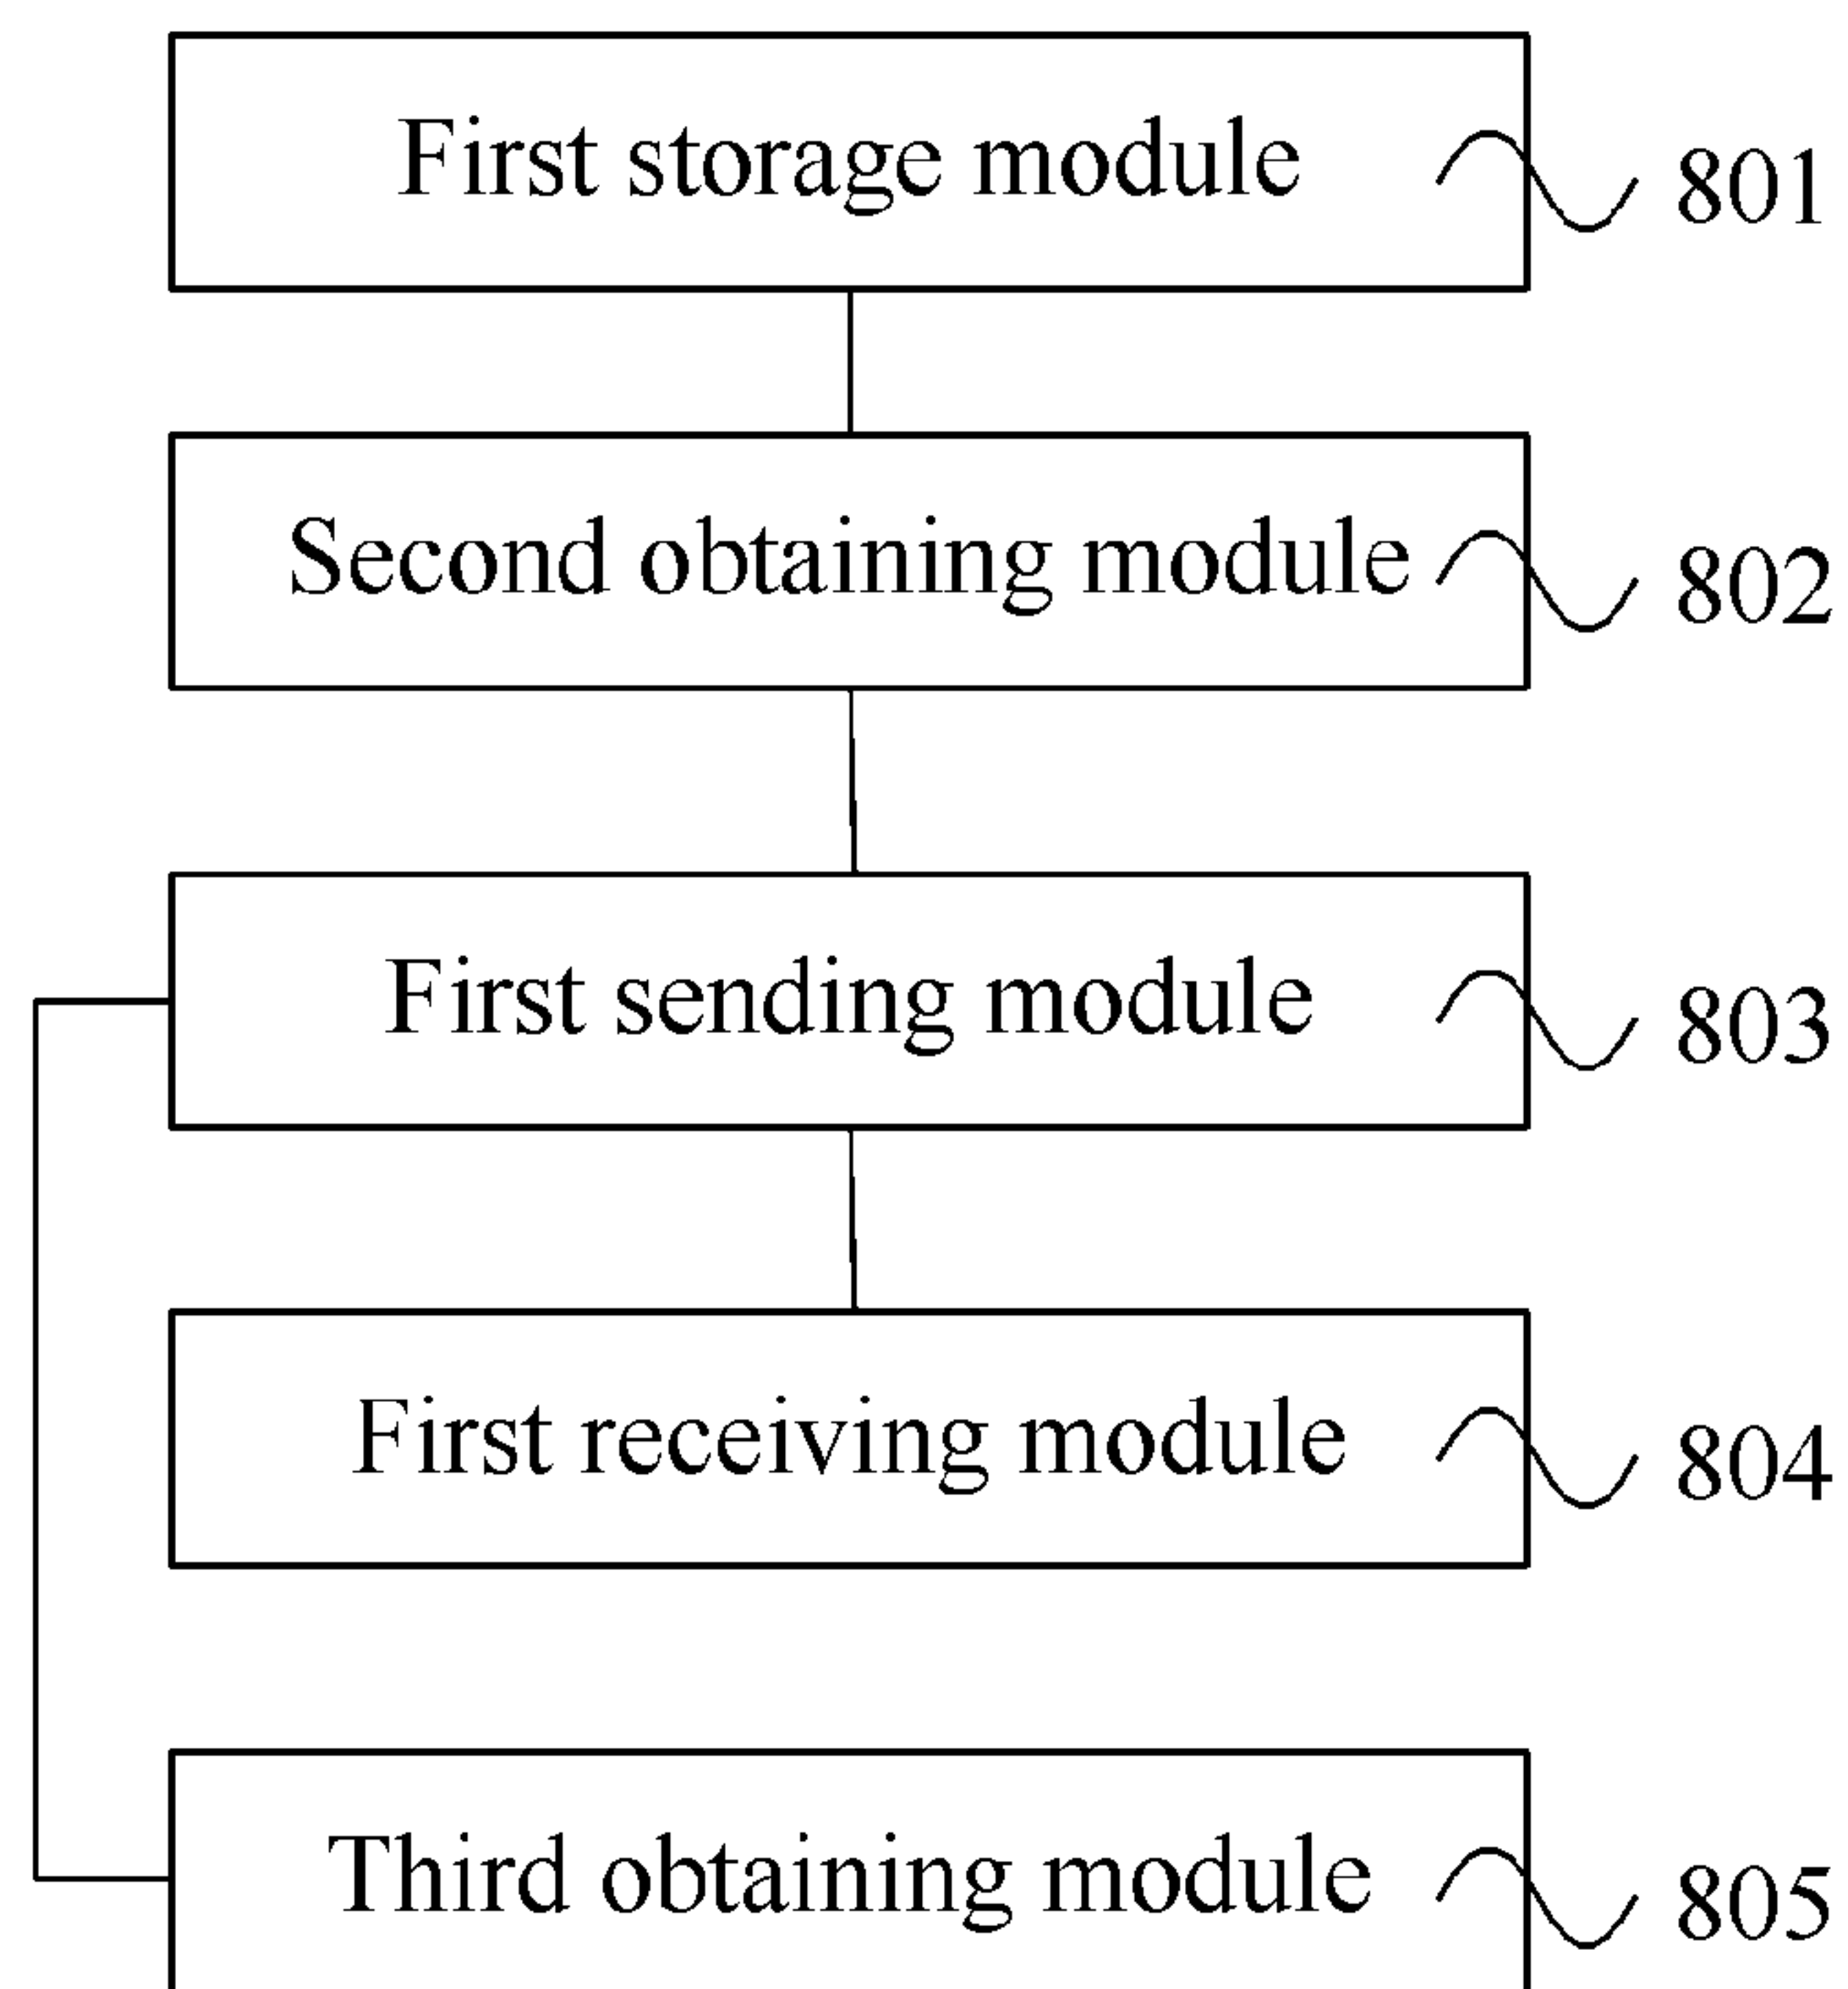 First storage module 801
Second obtaining module 802
First sending module 803
First receiving module 804
Third obtaining module 805